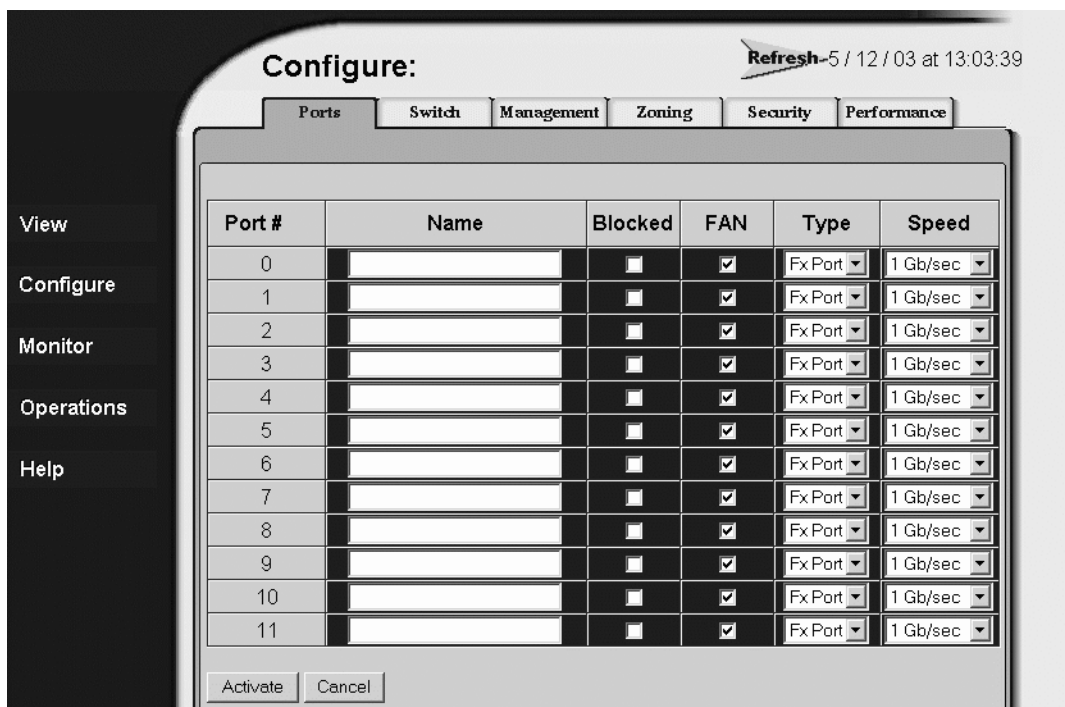 Configure:
Refresh 5 / 12 / 03 at 13:03:39
Ports Switch Management Zoning Security Performance
View
Configure
Monitor
Operations
Help
Port # Name Blocked FAN Type Speed
0 Fx Port 1 Gb/sec
1 Fx Port 1 Gb/sec
2 Fx Port 1 Gb/sec
3 Fx Port 1 Gb/sec
4 Fx Port 1 Gb/sec
5 Fx Port 1 Gb/sec
6 Fx Port 1 Gb/sec
7 Fx Port 1 Gb/sec
8 Fx Port 1 Gb/sec
9 Fx Port 1 Gb/sec
10 Fx Port 1 Gb/sec
11 Fx Port 1 Gb/sec
Activate Cancel